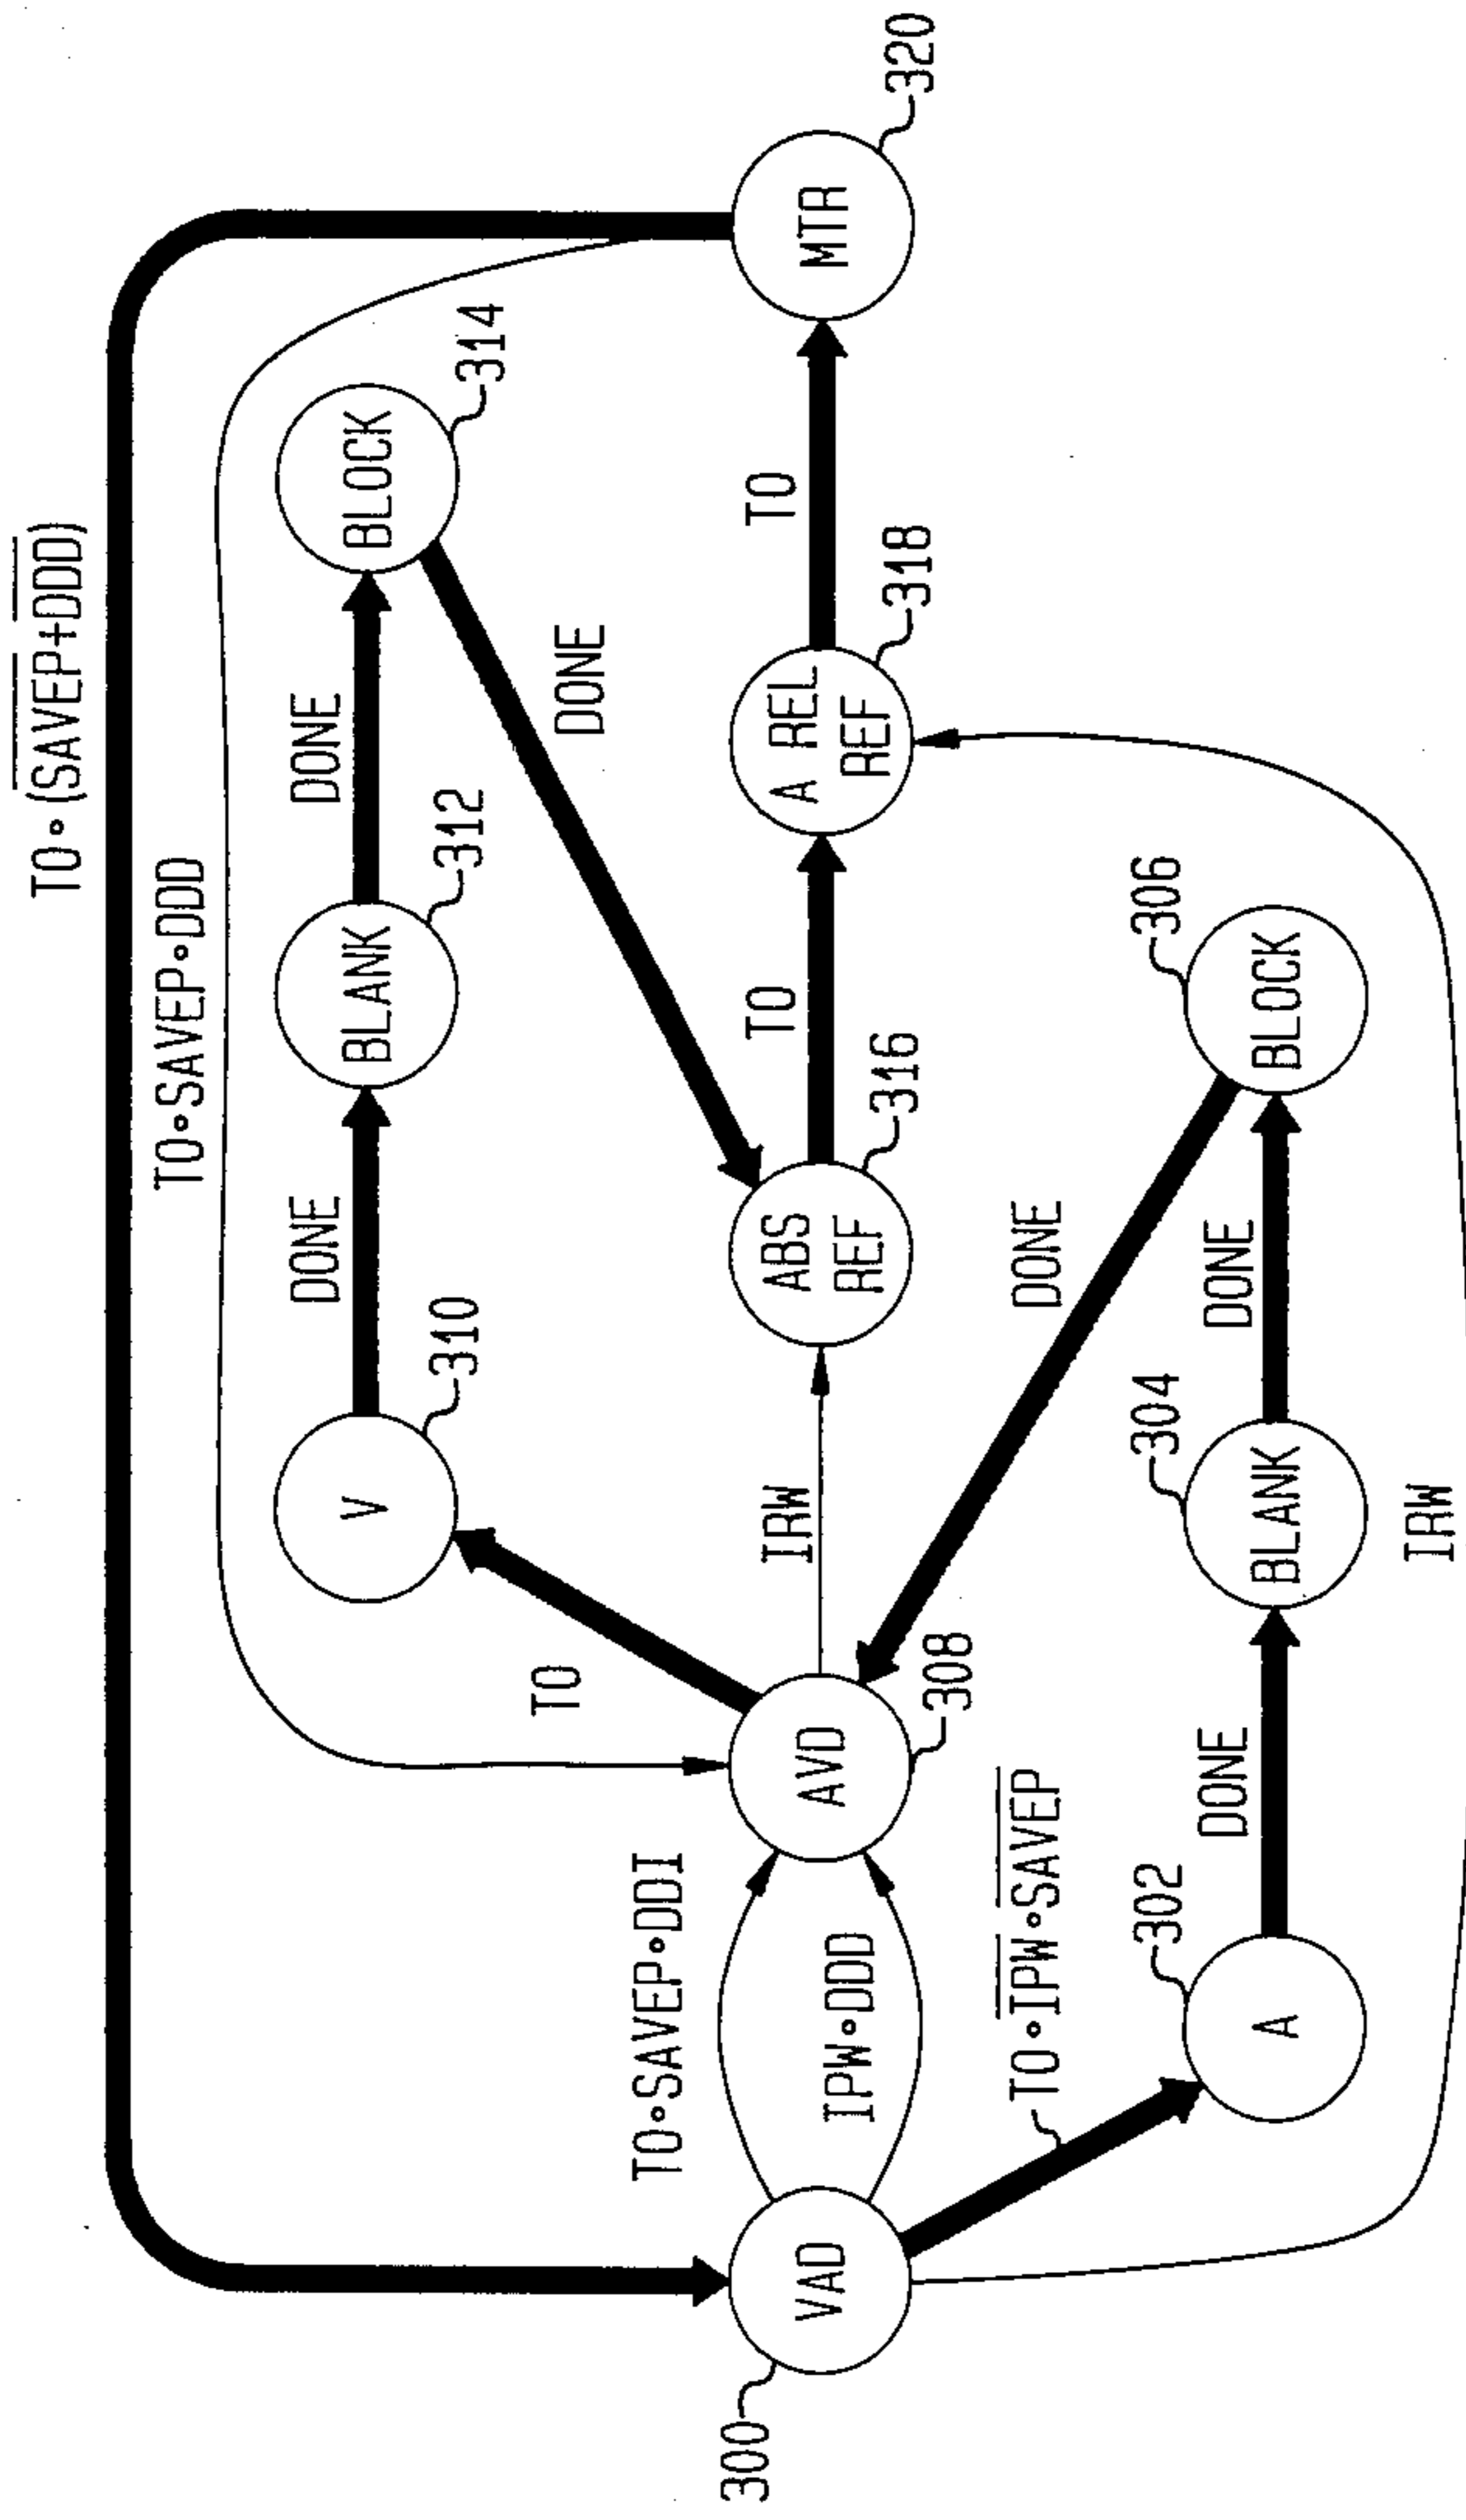 TO•(SAVEP+DDD)
TO•SAVEP•DDD
DONE
DONE
BLOCK
314
V
310
BLANK
312
DONE
TO
TO•SAVEP•DDI
IRW
TO
TO
300
VAD
IPW•DDD
AVD
308
ABS
REF
316
A REL
REF
318
MTR
320
TO•IPW•SAVEP
DONE
302
A
DONE
304
BLANK
DONE
306
BLOCK
IRW